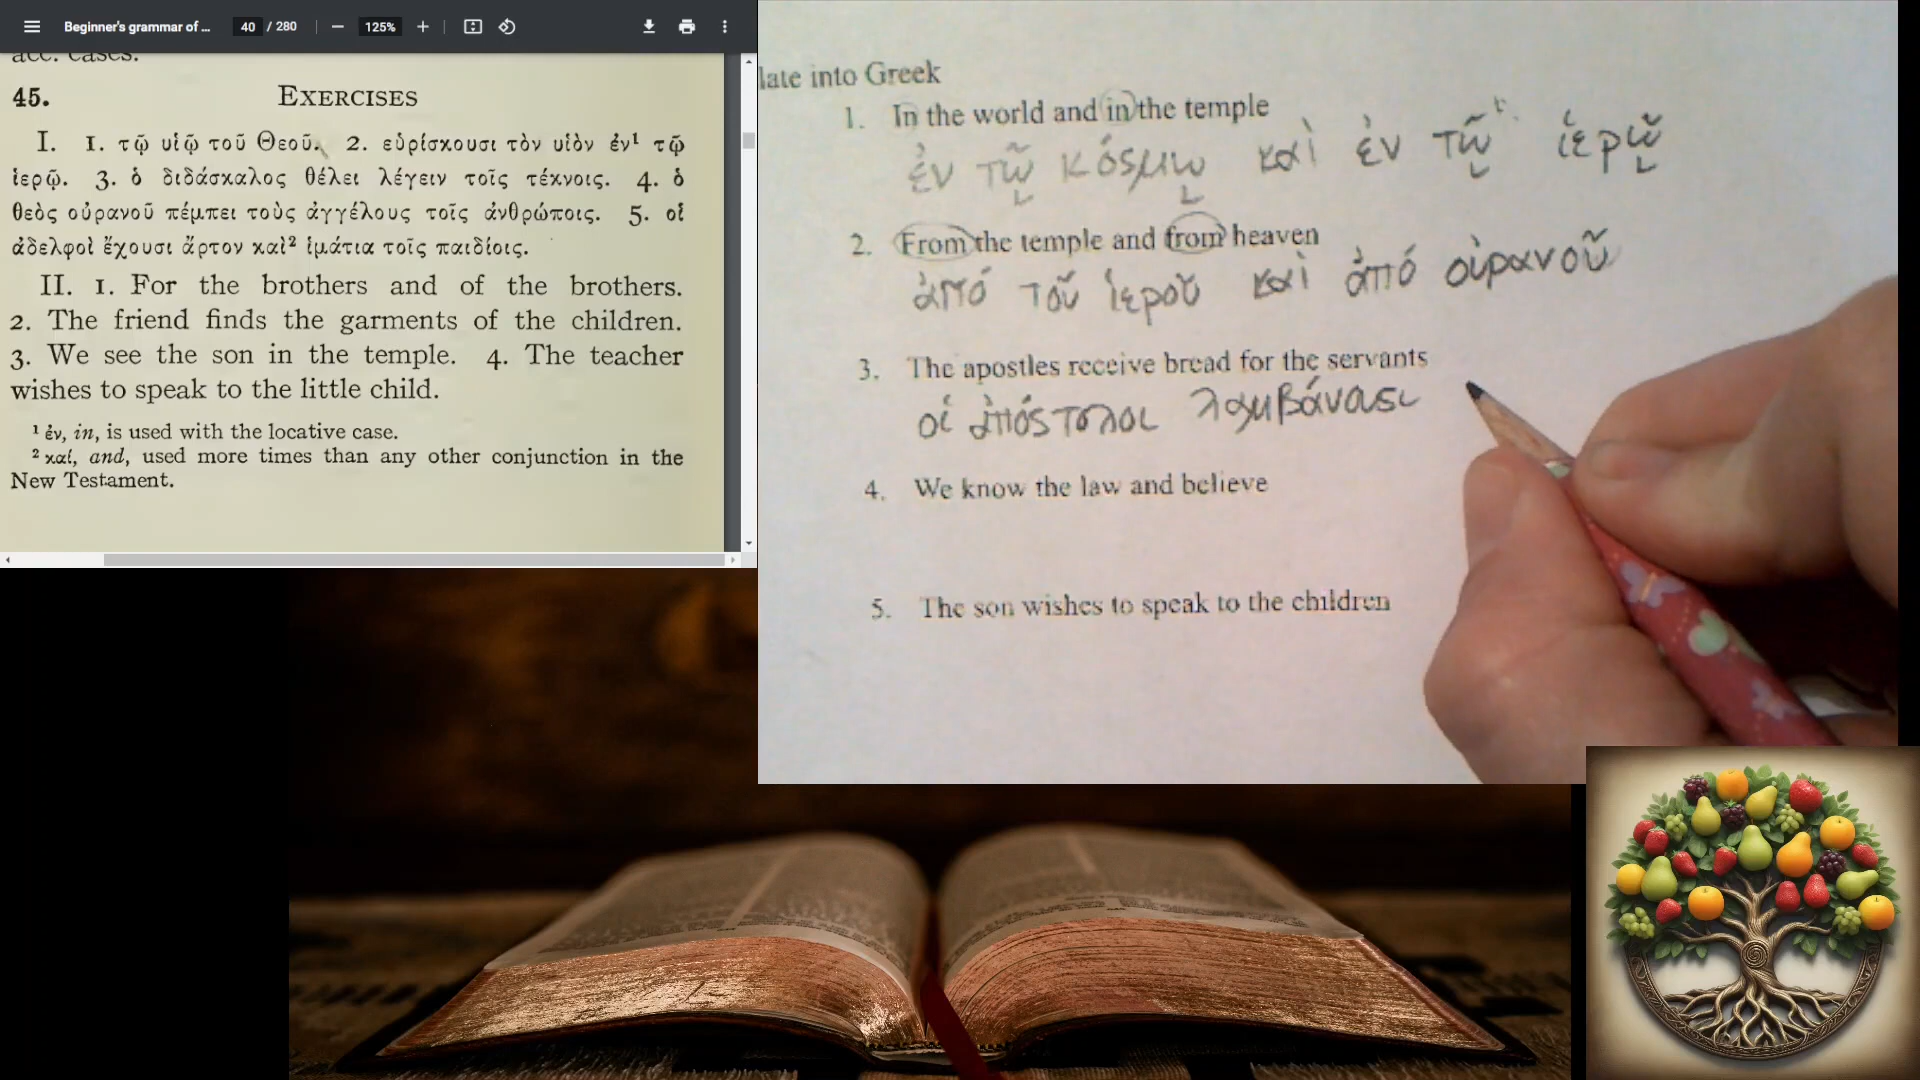 Beginner's grammar of ...
40 / 280
125%
acc. cases.
45. EXERCISES
I. 1. τῷ υἱῷ τοῦ Θεοῦ. 2. εὑρίσκουσι τὸν υἱὸν ἐν¹ τῷ
ἱερῷ. 3. ὁ διδάσκαλος θέλει λέγειν τοῖς τέκνοις. 4. ὁ
θεὸς οὐρανοῦ πέμπει τοὺς ἀγγέλους τοῖς ἀνθρώποις. 5. οἱ
ἀδελφοὶ ἔχουσι ἄρτον καὶ² ἱμάτια τοῖς παιδίοις.
II. 1. For the brothers and of the brothers.
2. The friend finds the garments of the children.
3. We see the son in the temple. 4. The teacher
wishes to speak to the little child.
¹ ἐν, in, is used with the locative case.
² καί, and, used more times than any other conjunction in the
New Testament.
late into Greek
1. In the world and in the temple
ἐν τῷ κόσμῳ καὶ ἐν τῷ ἱερῷ
2. From the temple and from heaven
ἀπό τοῦ ἱεροῦ καὶ ἀπό οὐρανοῦ
3. The apostles receive bread for the servants
οἱ ἀπόστολοι λαμβάνουσι
4. We know the law and believe
5. The son wishes to speak to the children